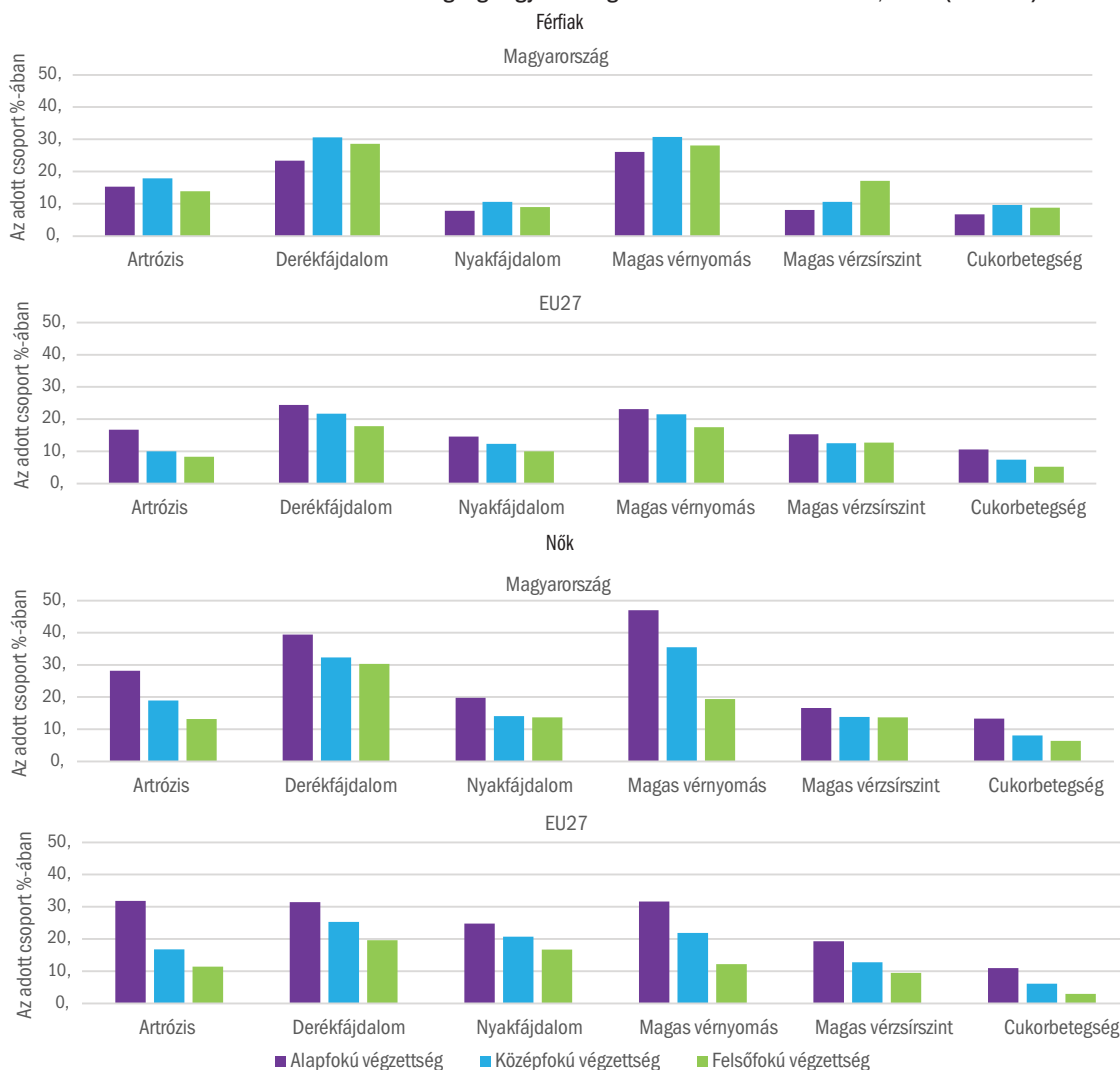 Férfiak
Magyarország
Az adott csoport %-ában
50,
40,
30,
20,
10,
0,
Artrózis Derékfájdalom Nyakfájdalom Magas vérnyomás Magas vérzsírszint Cukorbetegség
EU27
Az adott csoport %-ában
50,
40,
30,
20,
10,
0,
Artrózis Derékfájdalom Nyakfájdalom Magas vérnyomás Magas vérzsírszint Cukorbetegség
Nők
Magyarország
Az adott csoport %-ában
50,
40,
30,
20,
10,
0,
Artrózis Derékfájdalom Nyakfájdalom Magas vérnyomás Magas vérzsírszint Cukorbetegség
EU27
Az adott csoport %-ában
50,
40,
30,
20,
10,
0,
Artrózis Derékfájdalom Nyakfájdalom Magas vérnyomás Magas vérzsírszint Cukorbetegség
Alapfokú végzettség Középfokú végzettség Felsőfokú végzettség